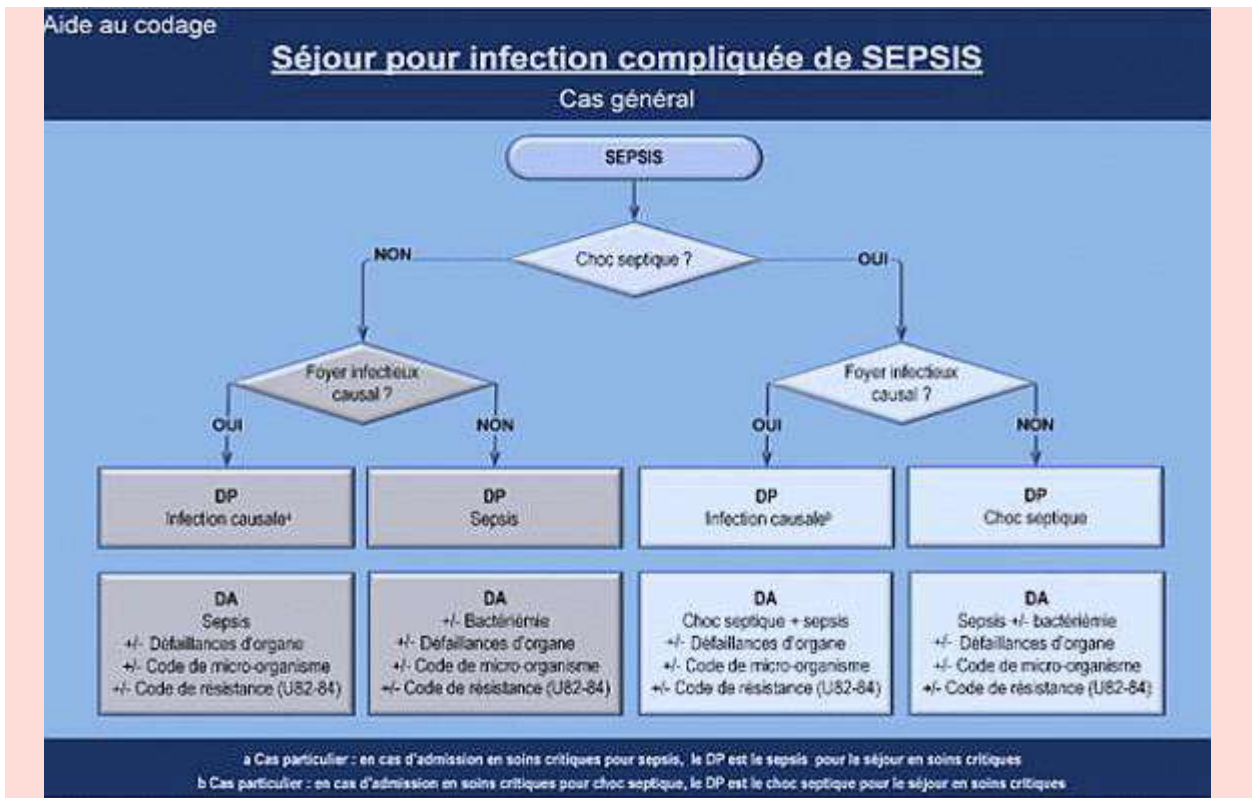 Aide au codage
Séjour pour infection compliquée de SEPSIS
Cas général
SEPSIS
Choc septique ?
NON
OUI
Foyer infectieux
causal ?
Foyer infectieux
causal ?
OUI
NON
OUI
NON
DP
Infection causaleᵃ
DP
Sepsis
DP
Infection causaleᵇ
DP
Choc septique
DA
Sepsis
+/- Défaillances d'organe
+/- Code de micro-organisme
+/- Code de résistance (U82-84)
DA
+/- Bactériémie
+/- Défaillances d'organe
+/- Code de micro-organisme
+/- Code de résistance (U82-84)
DA
Choc septique + sepsis
+/- Défaillances d'organe
+/- Code de micro-organisme
+/- Code de résistance (U82-84)
DA
Sepsis +/- bactériémie
+/- Défaillances d'organe
+/- Code de micro-organisme
+/- Code de résistance (U82-84)
a Cas particulier : en cas d'admission en soins critiques pour sepsis, le DP est le sepsis pour le séjour en soins critiques
b Cas particulier : en cas d'admission en soins critiques pour choc septique, le DP est le choc septique pour le séjour en soins critiques